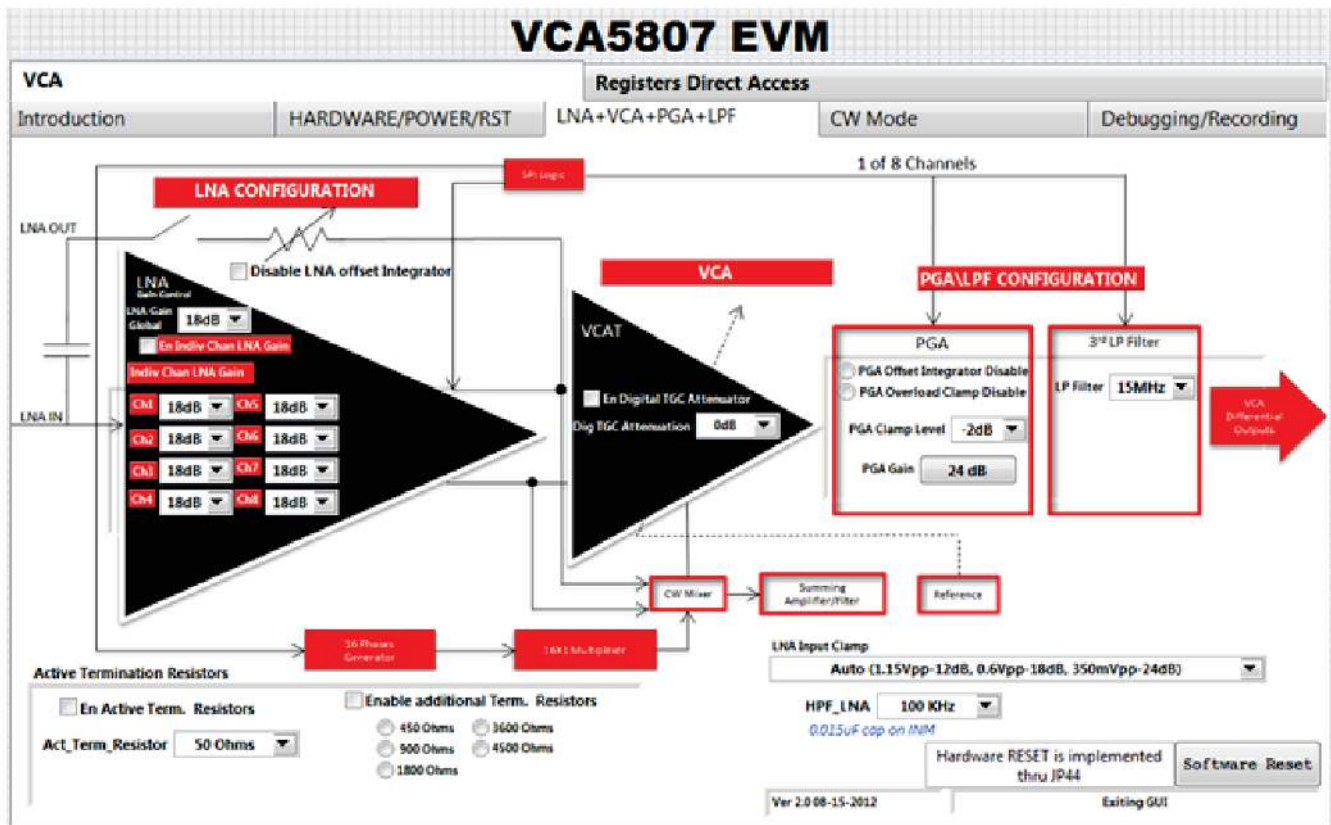 VCA5807 EVM
VCA
Registers Direct Access
Introduction
HARDWARE/POWER/RST
LNA+VCA+PGA+LPF
CW Mode
Debugging/Recording
SPI Logic
1 of 8 Channels
LNA CONFIGURATION
LNA OUT
Disable LNA offset Integrator
VCA
PGA\LPF CONFIGURATION
LNA
Gain Control
LNA Gain Global
18dB
En Indiv Chan LNA Gain
Indiv Chan LNA Gain
Ch1 18dB Ch5 18dB
Ch2 18dB Ch6 18dB
Ch3 18dB Ch7 18dB
Ch4 18dB Ch8 18dB
LNA IN
VCAT
En Digital TGC Attenuator
Dig TGC Attenuation 0dB
PGA
PGA Offset Integrator Disable
PGA Overload Clamp Disable
PGA Clamp Level -2dB
PGA Gain 24 dB
3rd LP Filter
LP Filter 15MHz
VCA
Differential
Outputs
CW Mixer
Summing
Amplifier/Filter
Reference
16 Phases
Generator
16X1 Multiplexer
Active Termination Resistors
En Active Term. Resistors
Act_Term_Resistor 50 Ohms
Enable additional Term. Resistors
450 Ohms 3600 Ohms
900 Ohms 4500 Ohms
1800 Ohms
LNA Input Clamp
Auto (1.15Vpp-12dB, 0.6Vpp-18dB, 350mVpp-24dB)
HPF_LNA 100 KHz
0.015uF cap on INM
Hardware RESET is implemented
thru JP44
Software Reset
Ver 2.0 08-15-2012
Exiting GUI